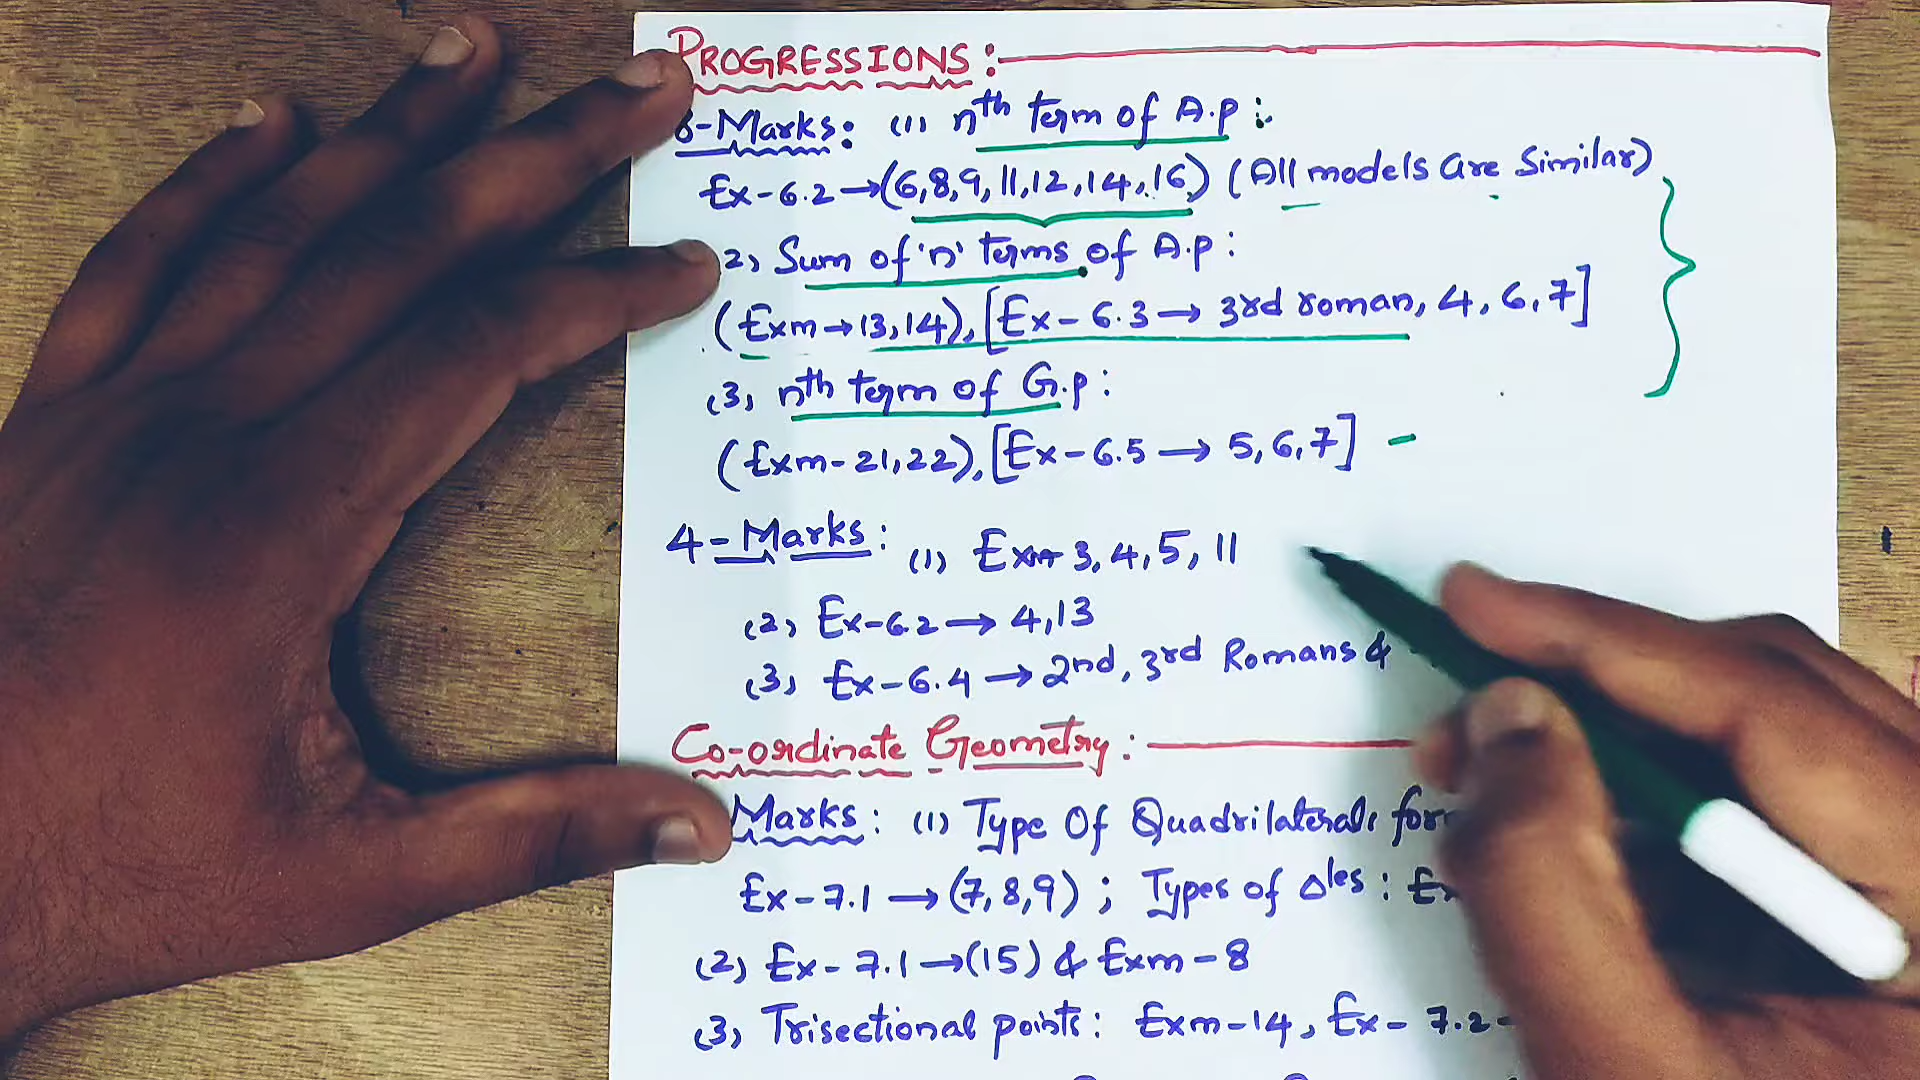 PROGRESSIONS:
8-Marks: (1) nth term of A.p:
Ex-6.2→(6,8,9,11,12,14,16) (All models are Similar)
2) Sum of 'n' terms of A.p:
(Exm→13,14), [Ex-6.3→ 3rd roman, 4, 6, 7]
(3) nth term of G.p:
(Exm-21,22), [Ex-6.5→ 5,6,7]
4-Marks: (1) Exm 3,4,5,11
(2) Ex-6.2→ 4,13
(3) Ex-6.4→ 2nd, 3rd Romans &
Co-ordinate Geometry:
Marks: (1) Type Of Quadrilaterals
Ex-7.1→(7,8,9); Types of Δles:
(2) Ex-7.1→(15) & Exm-8
(3) Trisectional points: Exm-14, Ex-7.2